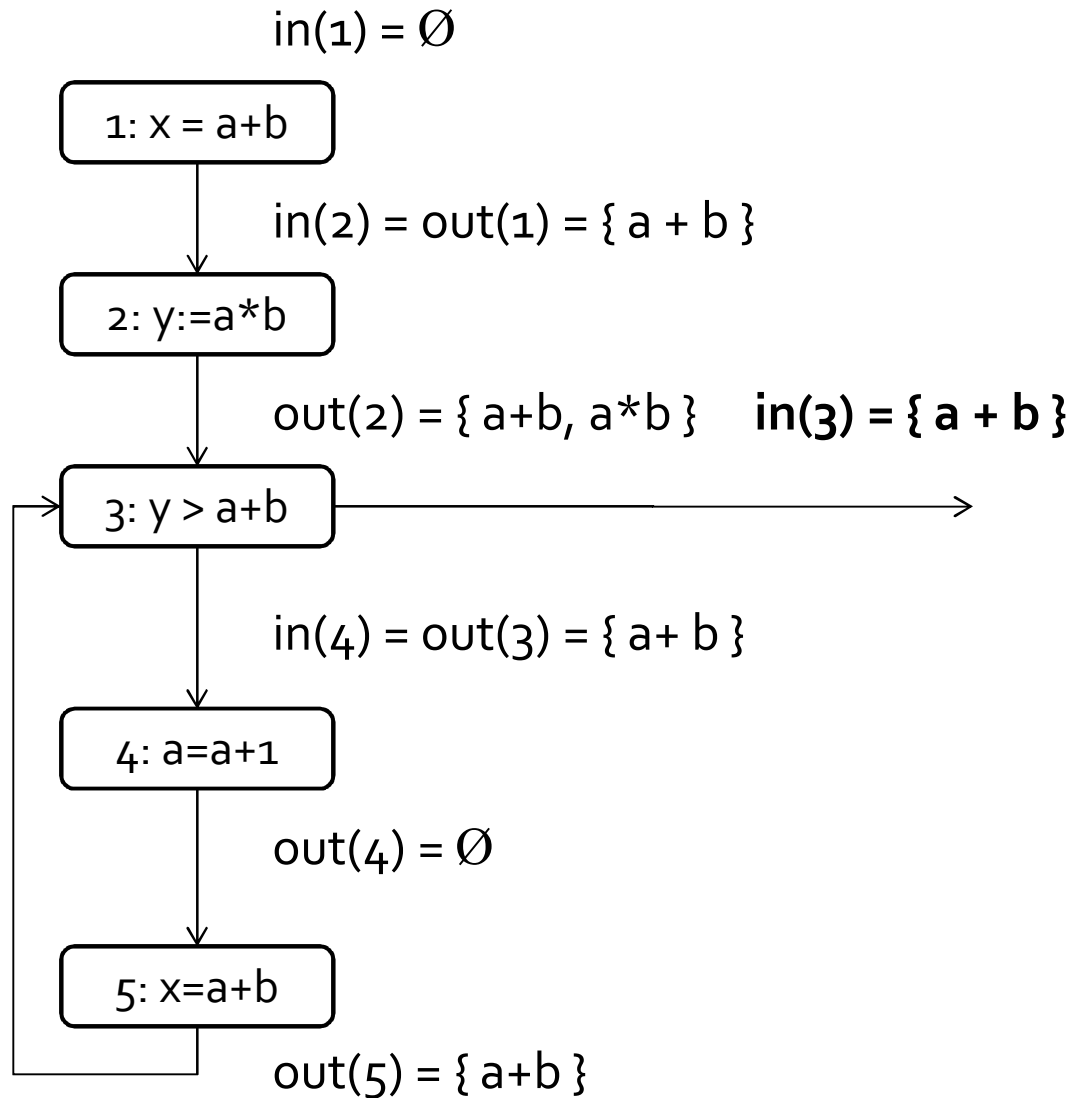 in(1) = Ø
1: x = a+b
in(2) = out(1) = { a + b }
2: y:=a*b
out(2) = { a+b, a*b } in(3) = { a + b }
3: y > a+b
in(4) = out(3) = { a+ b }
4: a=a+1
out(4) = Ø
5: x=a+b
out(5) = { a+b }